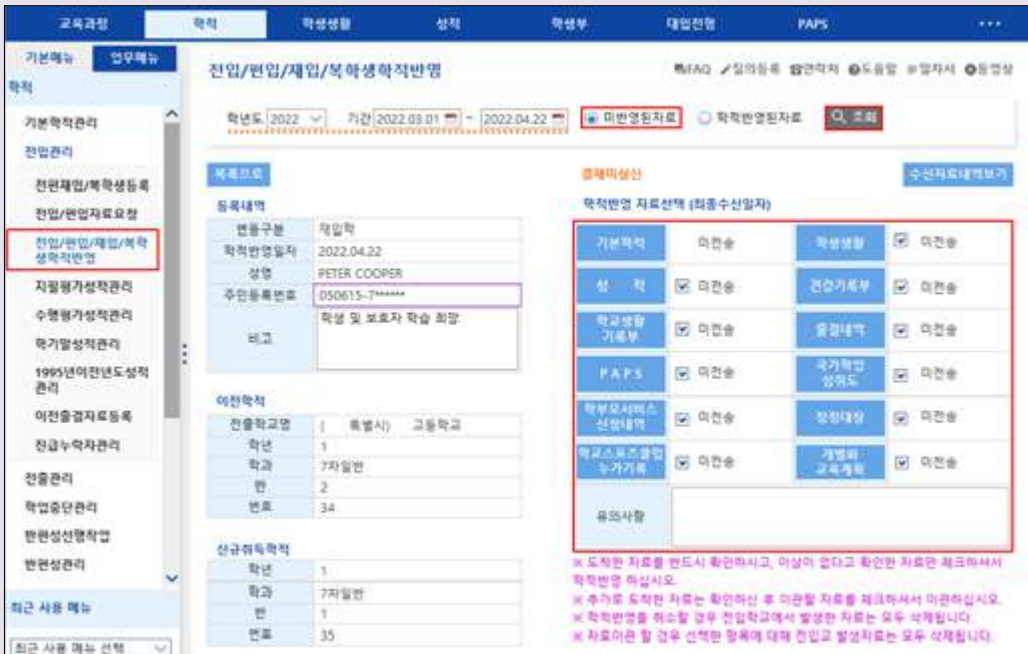 교육과정 학적 학생생활 성적 학생부 대입전형 PAPS ···
기본메뉴 업무메뉴
학적
기본학적관리
전입관리
전편재입/복학생등록
전입/편입자료요청
전입/편입/재입/복학
생학적반영
지필평가성적관리
수행평가성적관리
학기말성적관리
1995년이전년도성적
관리
이전출결자료등록
진급누락자관리
전출관리
학업중단관리
반편성선행작업
반편성관리
최근 사용 메뉴
최근 사용 메뉴 선택
전입/편입/재입/복학생학적반영
FAQ 질의등록 연락처 도움말 일자서 동영상
학년도 2022 기간 2022.03.01 ~ 2022.04.22 미반영된자료 학적반영된자료 조회
목록으로
등록내역
변동구분 재입학
학적반영일자 2022.04.22
성명 PETER COOPER
주민등록번호 050615-7******
비고 학생 및 보호자 학습 희망
이전학적
전출학교명 ( 특별시) 고등학교
학년 1
학과 7차일반
반 2
번호 34
신규취득학적
학년 1
학과 7차일반
반 1
번호 35
결재미상신 수신자료내역보기
학적반영 자료선택 (최종수신일자)
기본학적 미전송 학생생활 미전송
성 적 미전송 건강기록부 미전송
학교생활
기록부 미전송 출결내역 미전송
PAPS 미전송 국가학업
성취도 미전송
학부모서비스
신청내역 미전송 정정대장 미전송
학교스포츠클럽
누가기록 미전송 개별화
교육계획 미전송
유의사항
※ 도착한 자료를 반드시 확인하시고, 이상이 없다고 확인한 자료만 체크하셔서
학적반영 하십시오.
※ 추가로 도착한 자료는 확인하신 후 이관할 자료를 체크하셔서 이관하십시오.
※ 학적반영을 취소할 경우 전입학교에서 발생한 자료는 모두 삭제됩니다.
※ 자료이관 할 경우 선택한 항목에 대해 전입교 발생자료는 모두 삭제됩니다.